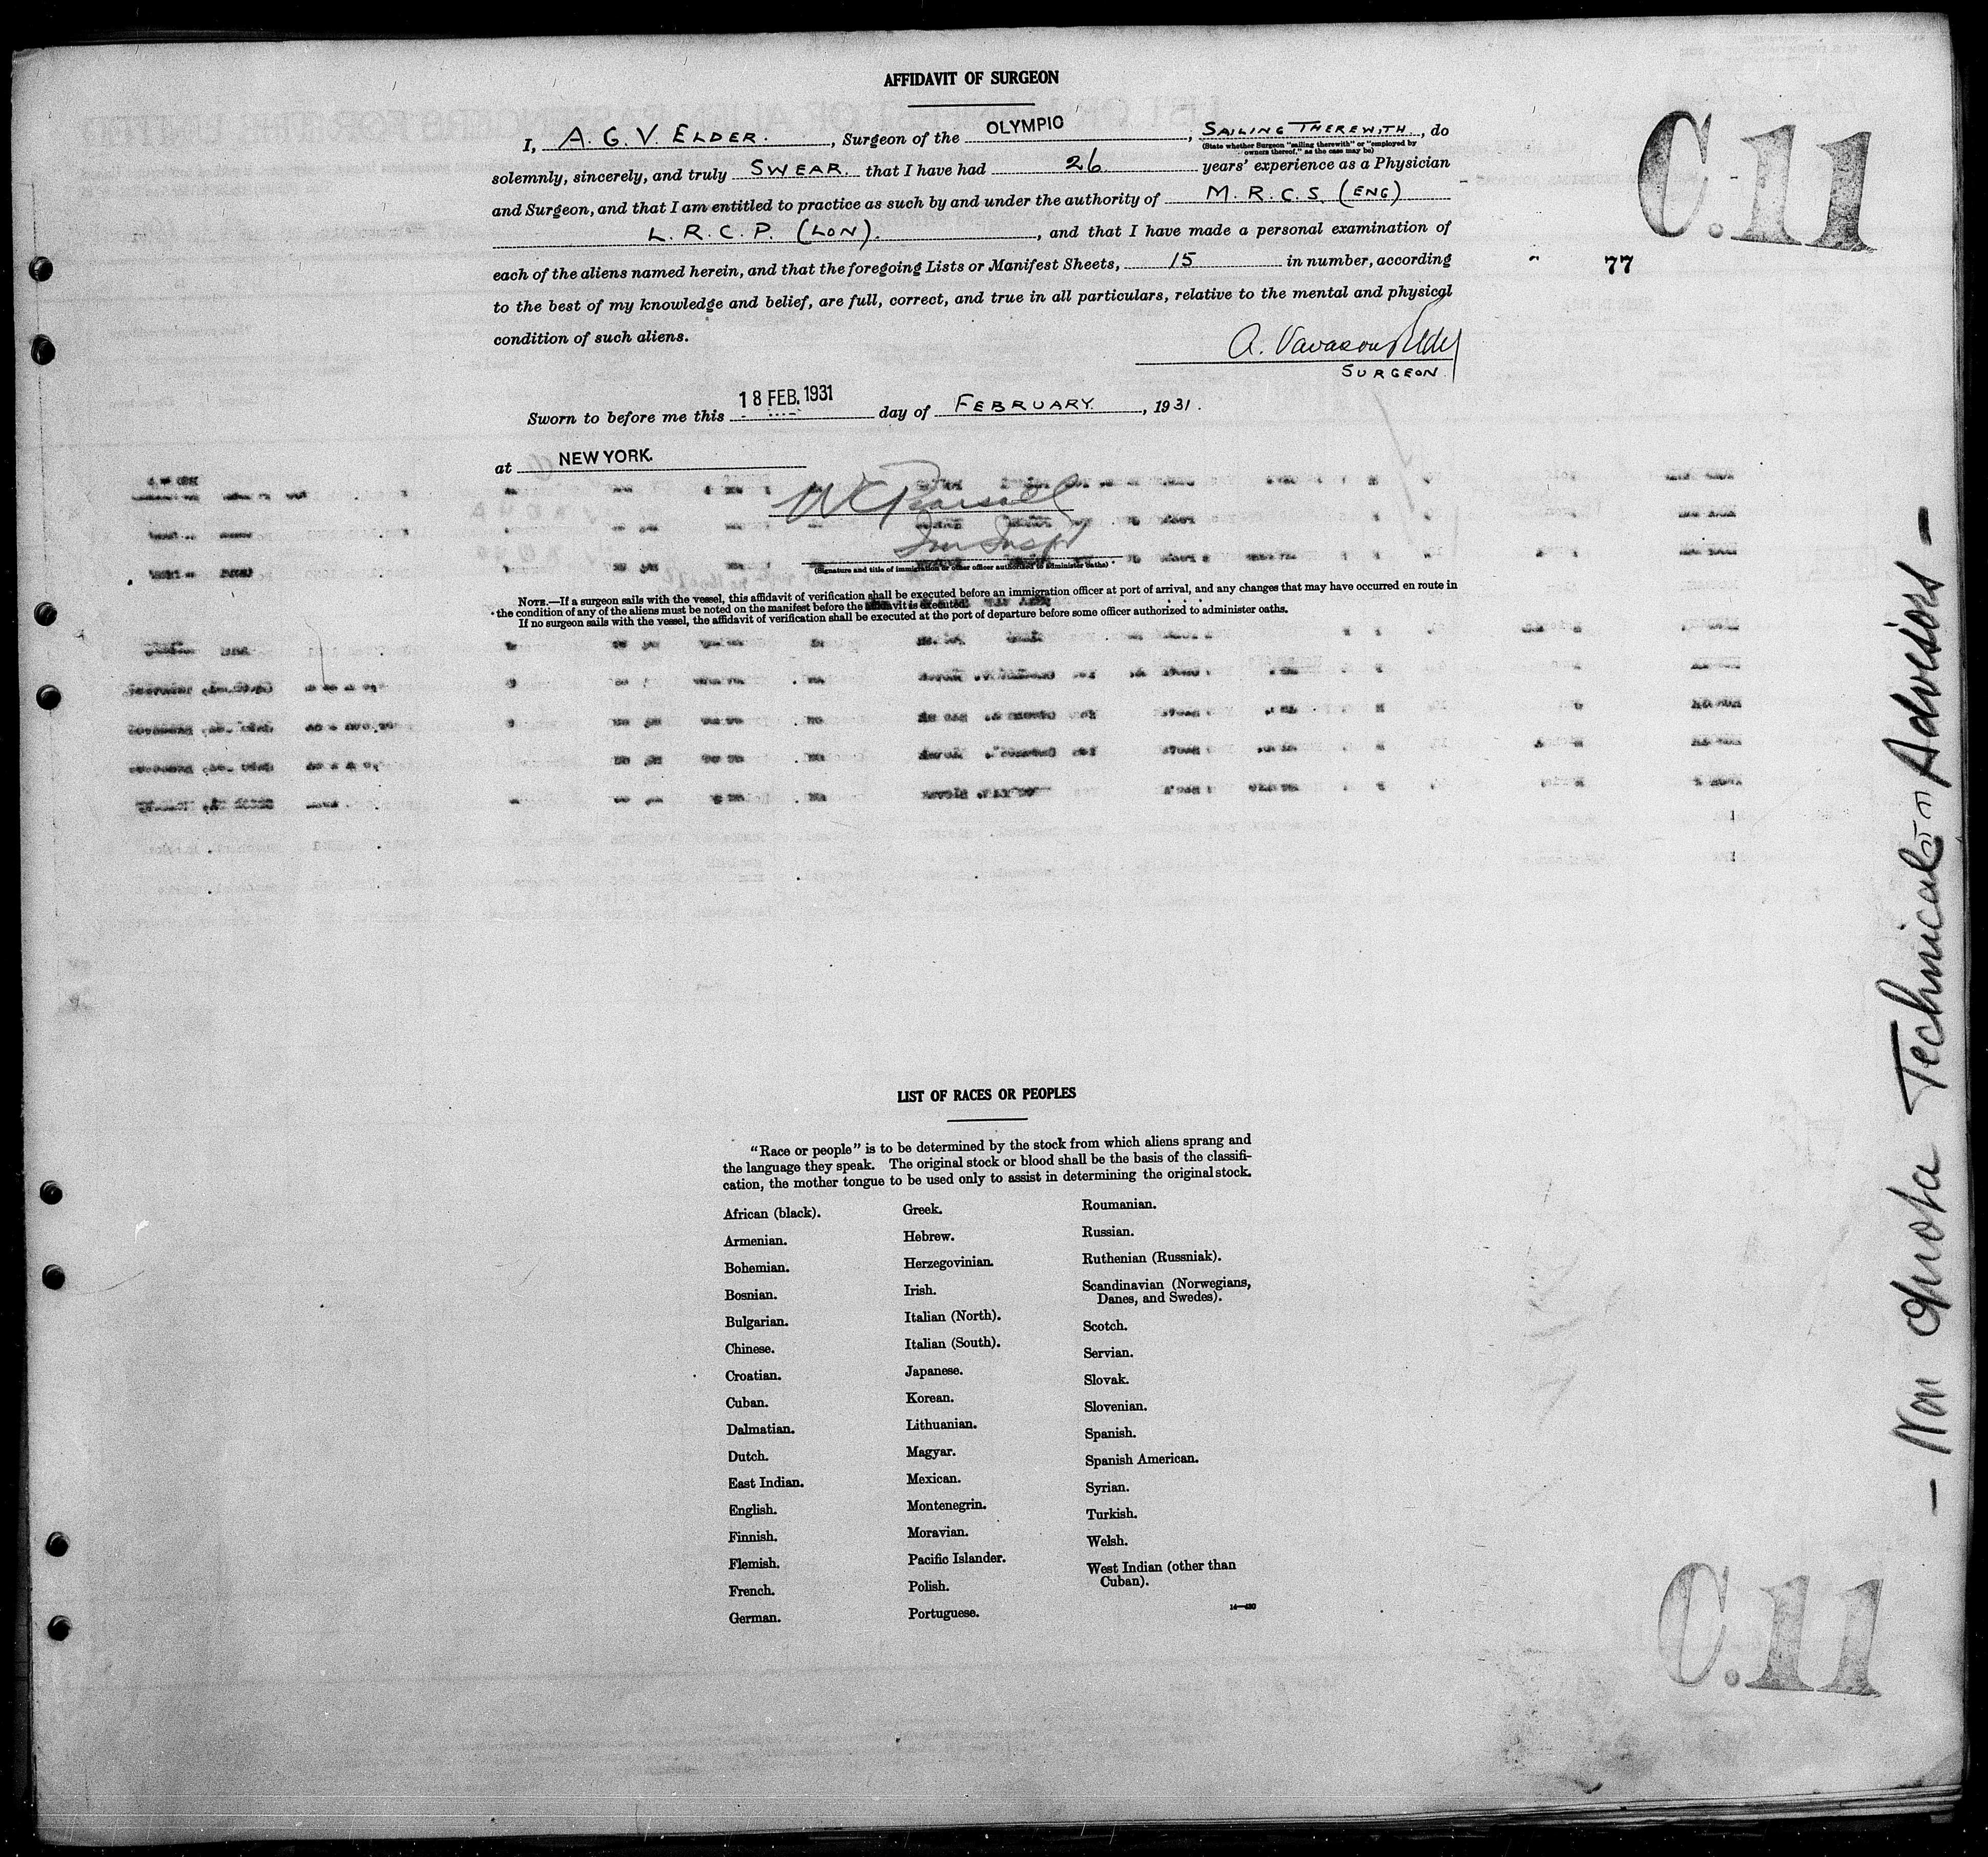 AFFIDAVIT OF SURGEON
I, A. G. V. ELDER., Surgeon of the OLYMPIC, SAILING THEREWITH, do
(State whether Surgeon "sailing therewith" or "employed by
owners thereof," as the case may be)
solemnly, sincerely, and truly SWEAR. that I have had 26 years' experience as a Physician
and Surgeon, and that I am entitled to practice as such by and under the authority of M. R. C. S. (ENG)
L. R. C. P. (LON)., and that I have made a personal examination of
each of the aliens named herein, and that the foregoing Lists or Manifest Sheets, 15 in number, according
to the best of my knowledge and belief, are full, correct, and true in all particulars, relative to the mental and physical
condition of such aliens.
A. Vavasour Elder
SURGEON.
18 FEB. 1931
Sworn to before me this day of FEBRUARY., 1931.
at NEW YORK.
(Signature and title of immigration or other officer authorized to administer oaths)
NOTE.—If a surgeon sails with the vessel, this affidavit of verification shall be executed before an immigration officer at port of arrival, and any changes that may have occurred en route in
the condition of any of the aliens must be noted on the manifest before the affidavit is executed.
If no surgeon sails with the vessel, the affidavit of verification shall be executed at the port of departure before some officer authorized to administer oaths.
C.11
77
- Non Quota Technical Advisors -
LIST OF RACES OR PEOPLES
"Race or people" is to be determined by the stock from which aliens sprang and
the language they speak. The original stock or blood shall be the basis of the classifi-
cation, the mother tongue to be used only to assist in determining the original stock.
African (black).
Armenian.
Bohemian.
Bosnian.
Bulgarian.
Chinese.
Croatian.
Cuban.
Dalmatian.
Dutch.
East Indian.
English.
Finnish.
Flemish.
French.
German.
Greek.
Hebrew.
Herzegovinian.
Irish.
Italian (North).
Italian (South).
Japanese.
Korean.
Lithuanian.
Magyar.
Mexican.
Montenegrin.
Moravian.
Pacific Islander.
Polish.
Portuguese.
Roumanian.
Russian.
Ruthenian (Russniak).
Scandinavian (Norwegians,
Danes, and Swedes).
Scotch.
Servian.
Slovak.
Slovenian.
Spanish.
Spanish American.
Syrian.
Turkish.
Welsh.
West Indian (other than
Cuban).
C.11